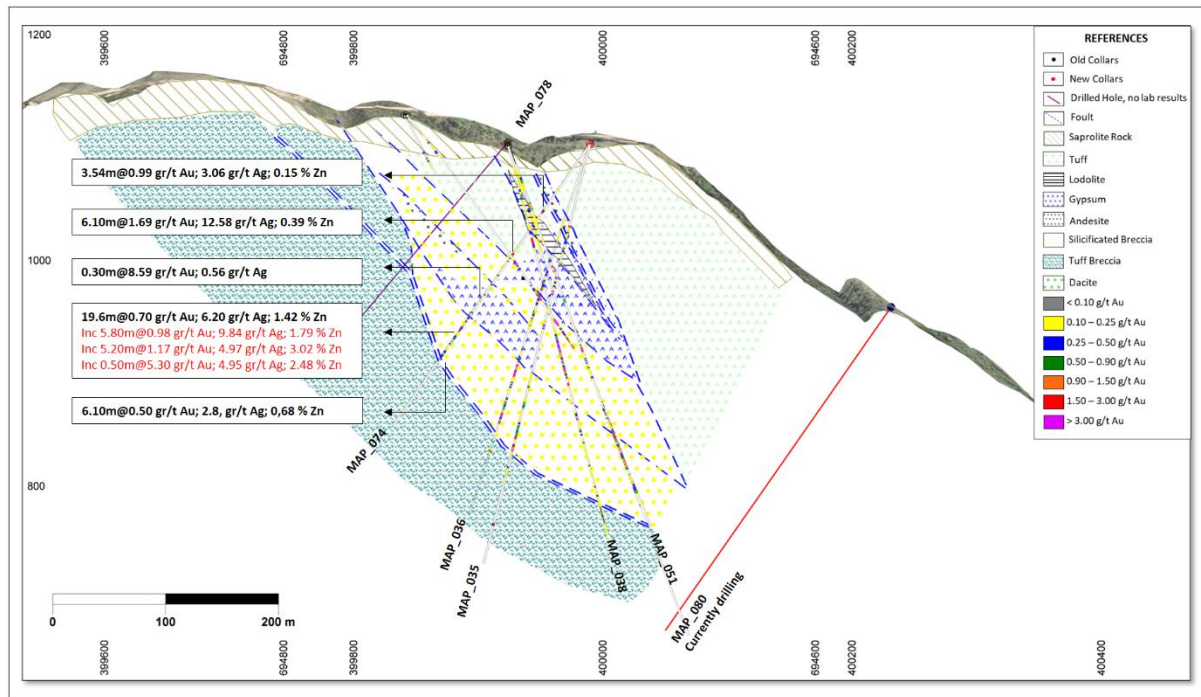 399600
694800
399800
400000
694600
400200
1200
1000
800
MAP_078
3.54m@0.99 gr/t Au; 3.06 gr/t Ag; 0.15 % Zn
6.10m@1.69 gr/t Au; 12.58 gr/t Ag; 0.39 % Zn
0.30m@8.59 gr/t Au; 0.56 gr/t Ag
19.6m@0.70 gr/t Au; 6.20 gr/t Ag; 1.42 % Zn
Inc 5.80m@0.98 gr/t Au; 9.84 gr/t Ag; 1.79 % Zn
Inc 5.20m@1.17 gr/t Au; 4.97 gr/t Ag; 3.02 % Zn
Inc 0.50m@5.30 gr/t Au; 4.95 gr/t Ag; 2.48 % Zn
6.10m@0.50 gr/t Au; 2.8, gr/t Ag; 0,68 % Zn
MAP_074
MAP_036
MAP_035
MAP_038
MAP_051
MAP_080
Currently drilling
0 100 200 m
399600
694800
399800
400000
694600
400200
400400
REFERENCES
Old Collars
New Collars
Drilled Hole, no lab results
Foult
Saprolite Rock
Tuff
Lodolite
Gypsum
Andesite
Silicificated Breccia
Tuff Breccia
Dacite
< 0.10 g/t Au
0.10 – 0.25 g/t Au
0.25 – 0.50 g/t Au
0.50 – 0.90 g/t Au
0.90 – 1.50 g/t Au
1.50 – 3.00 g/t Au
> 3.00 g/t Au